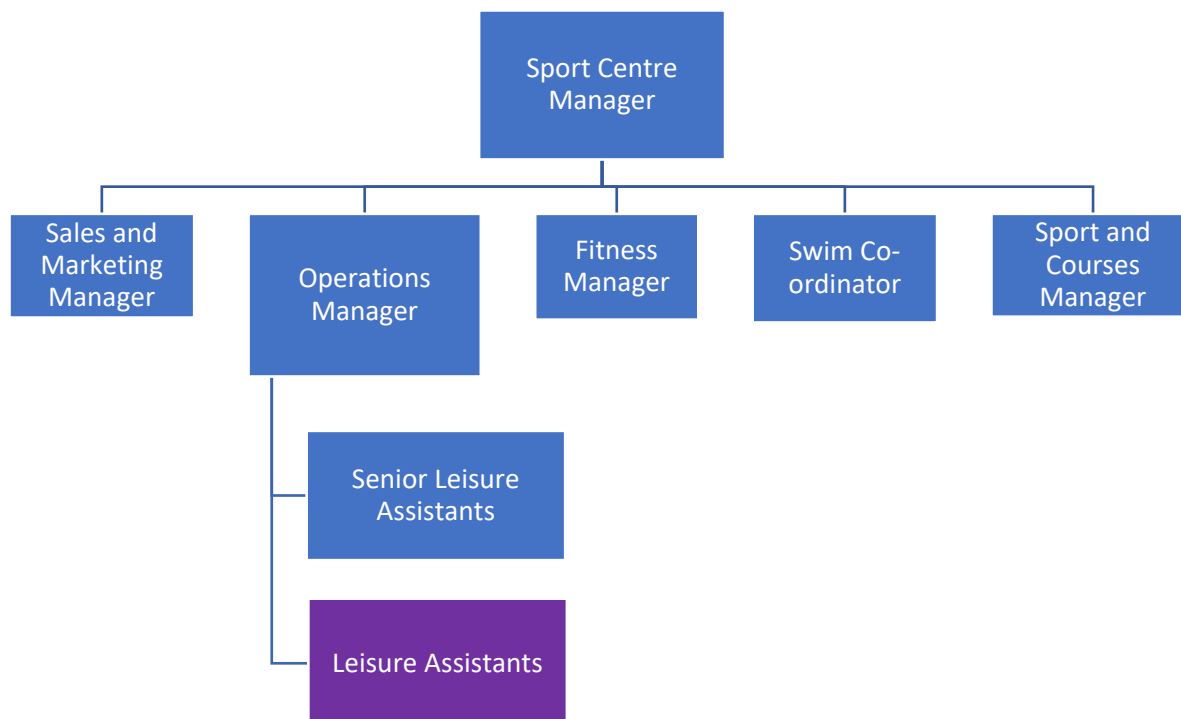 Sport Centre
Manager
Sales and
Marketing
Manager
Operations
Manager
Fitness
Manager
Swim Co-
ordinator
Sport and
Courses
Manager
Senior Leisure
Assistants
Leisure Assistants